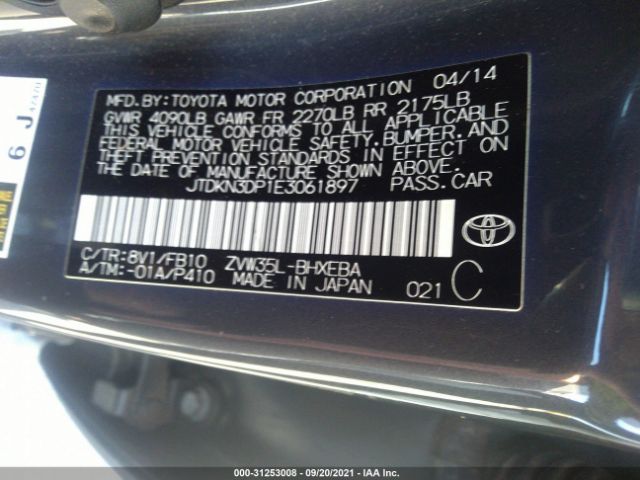 MFD.BY:TOYOTA MOTOR CORPORATION 04/14
GVWR 4090LB GAWR FR 2270LB RR 2175LB
THIS VEHICLE CONFORMS TO ALL APPLICABLE
FEDERAL MOTOR VEHICLE SAFETY,BUMPER,AND
THEFT PREVENTION STANDARDS IN EFFECT ON
THE DATE OF MANUFACTURE SHOWN ABOVE.
JTDKN3DP1E3061897 PASS.CAR
C/TR:8V1/FB10 ZVW35L-BHXEBA
A/TM:-01A/P410 MADE IN JAPAN 021 C
TOYOTA
6 J
000-31253008 - 09/20/2021 - IAA Inc.